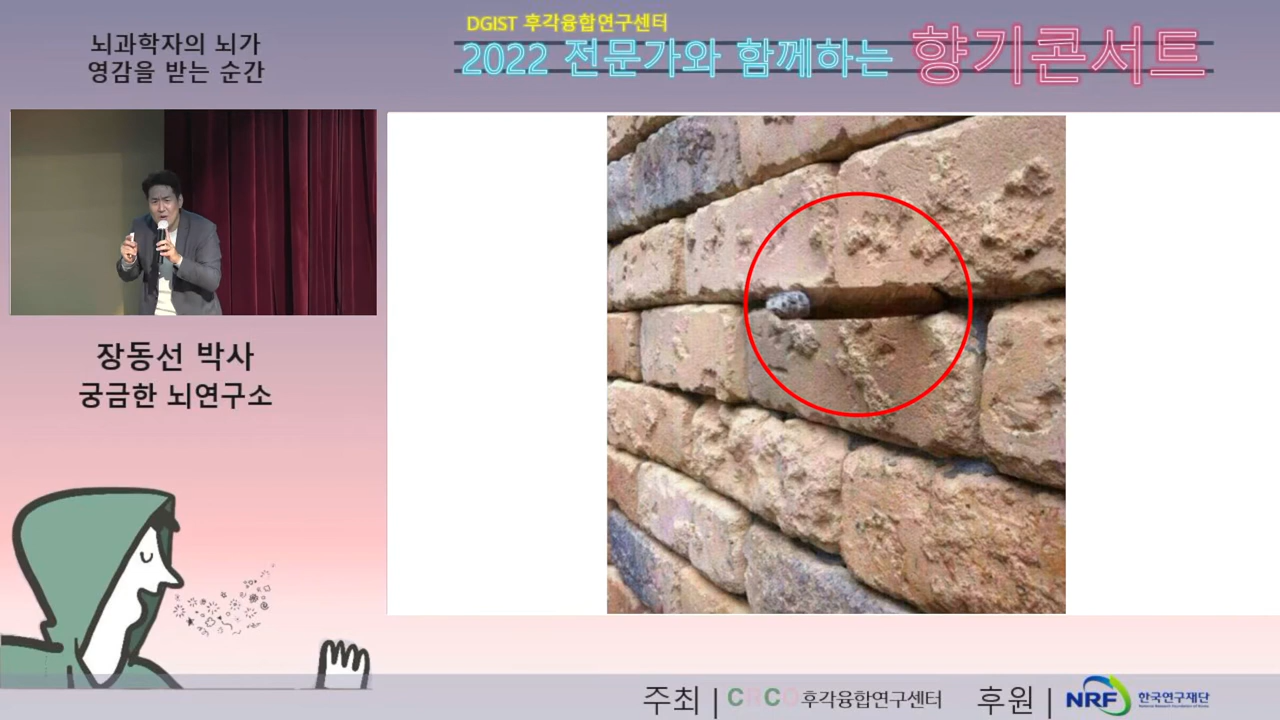 뇌과학자의 뇌가
영감을 받는 순간
DGIST 후각융합연구센터
2022 전문가와 함께하는 향기콘서트
장동선 박사
궁금한 뇌연구소
주최 | CRCO 후각융합연구센터 후원 | NRF 한국연구재단